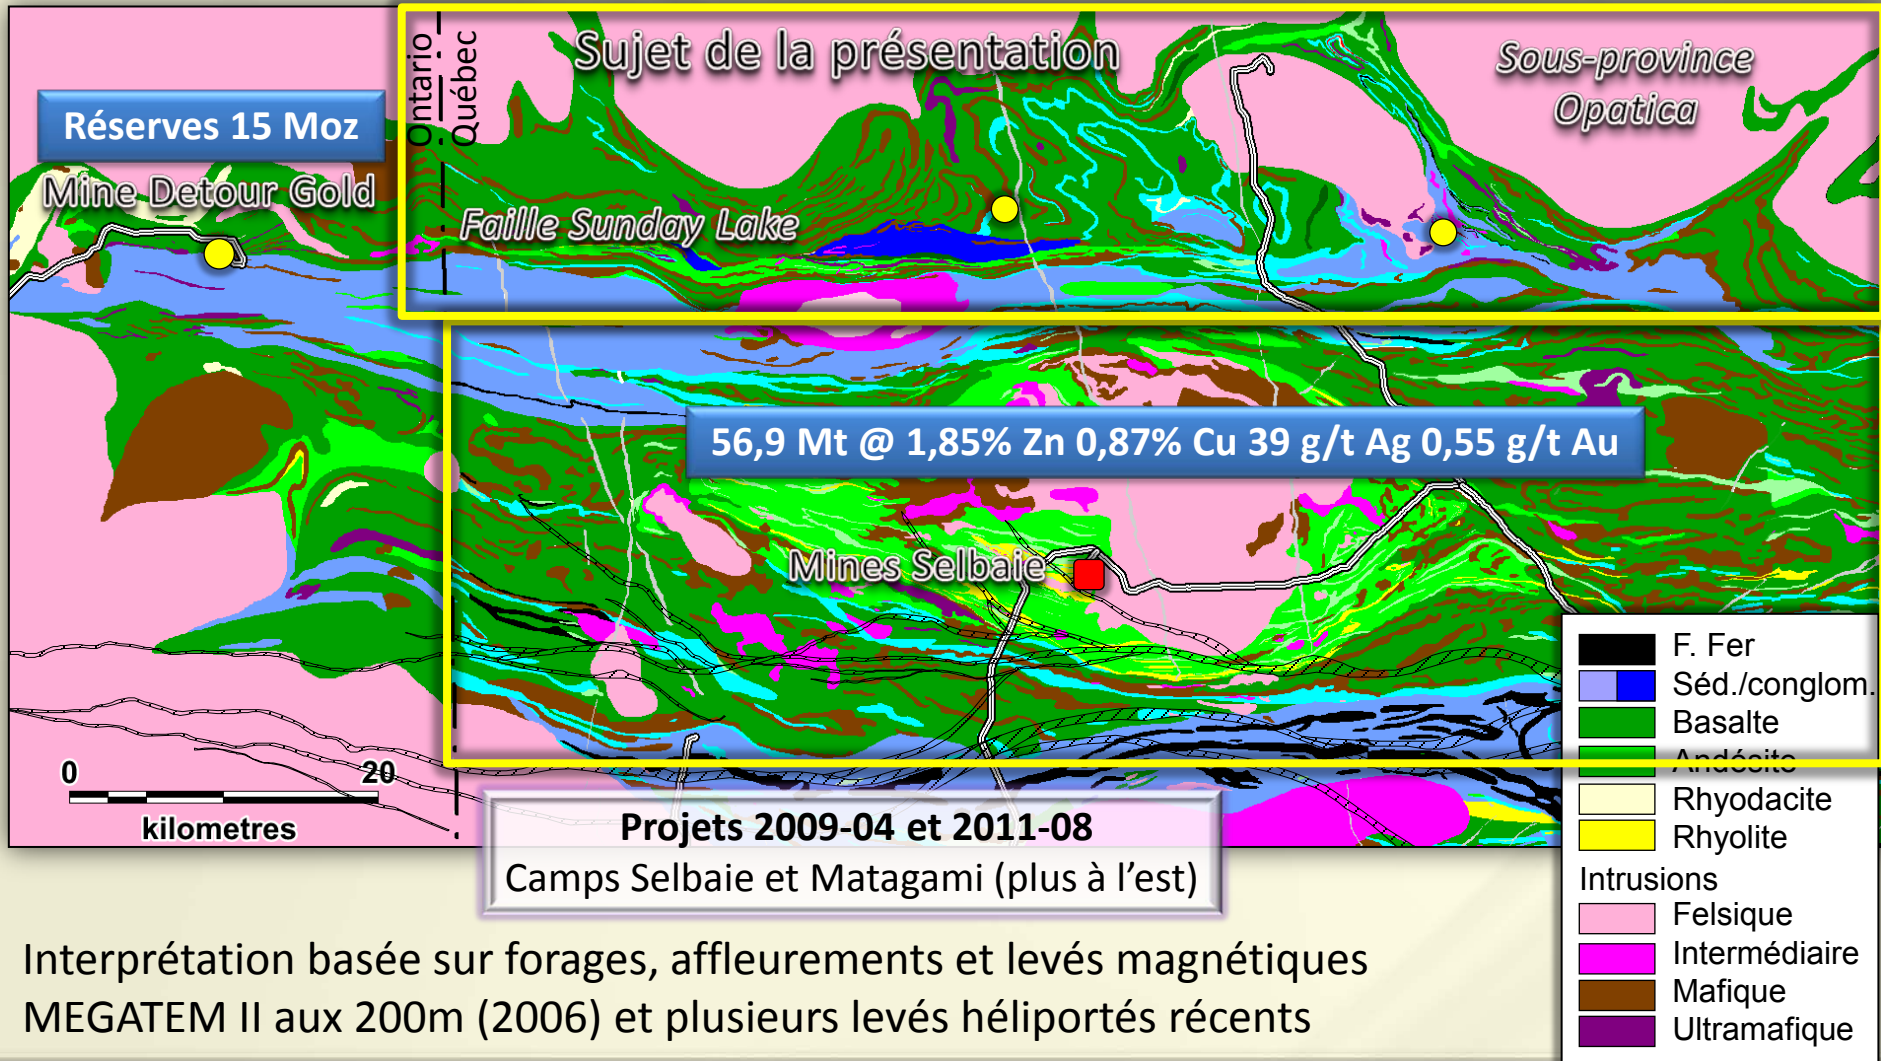 Ontario
Québec
Sujet de la présentation
Sous-province
Opatica
Réserves 15 Moz
Mine Detour Gold
Faille Sunday Lake
56,9 Mt @ 1,85% Zn 0,87% Cu 39 g/t Ag 0,55 g/t Au
Mines Selbaie
0 20
kilometres
F. Fer
Séd./conglom.
Basalte
Andésite
Rhyodacite
Rhyolite
Intrusions
Felsique
Intermédiaire
Mafique
Ultramafique
Projets 2009-04 et 2011-08
Camps Selbaie et Matagami (plus à l’est)
Interprétation basée sur forages, affleurements et levés magnétiques
MEGATEM II aux 200m (2006) et plusieurs levés héliportés récents